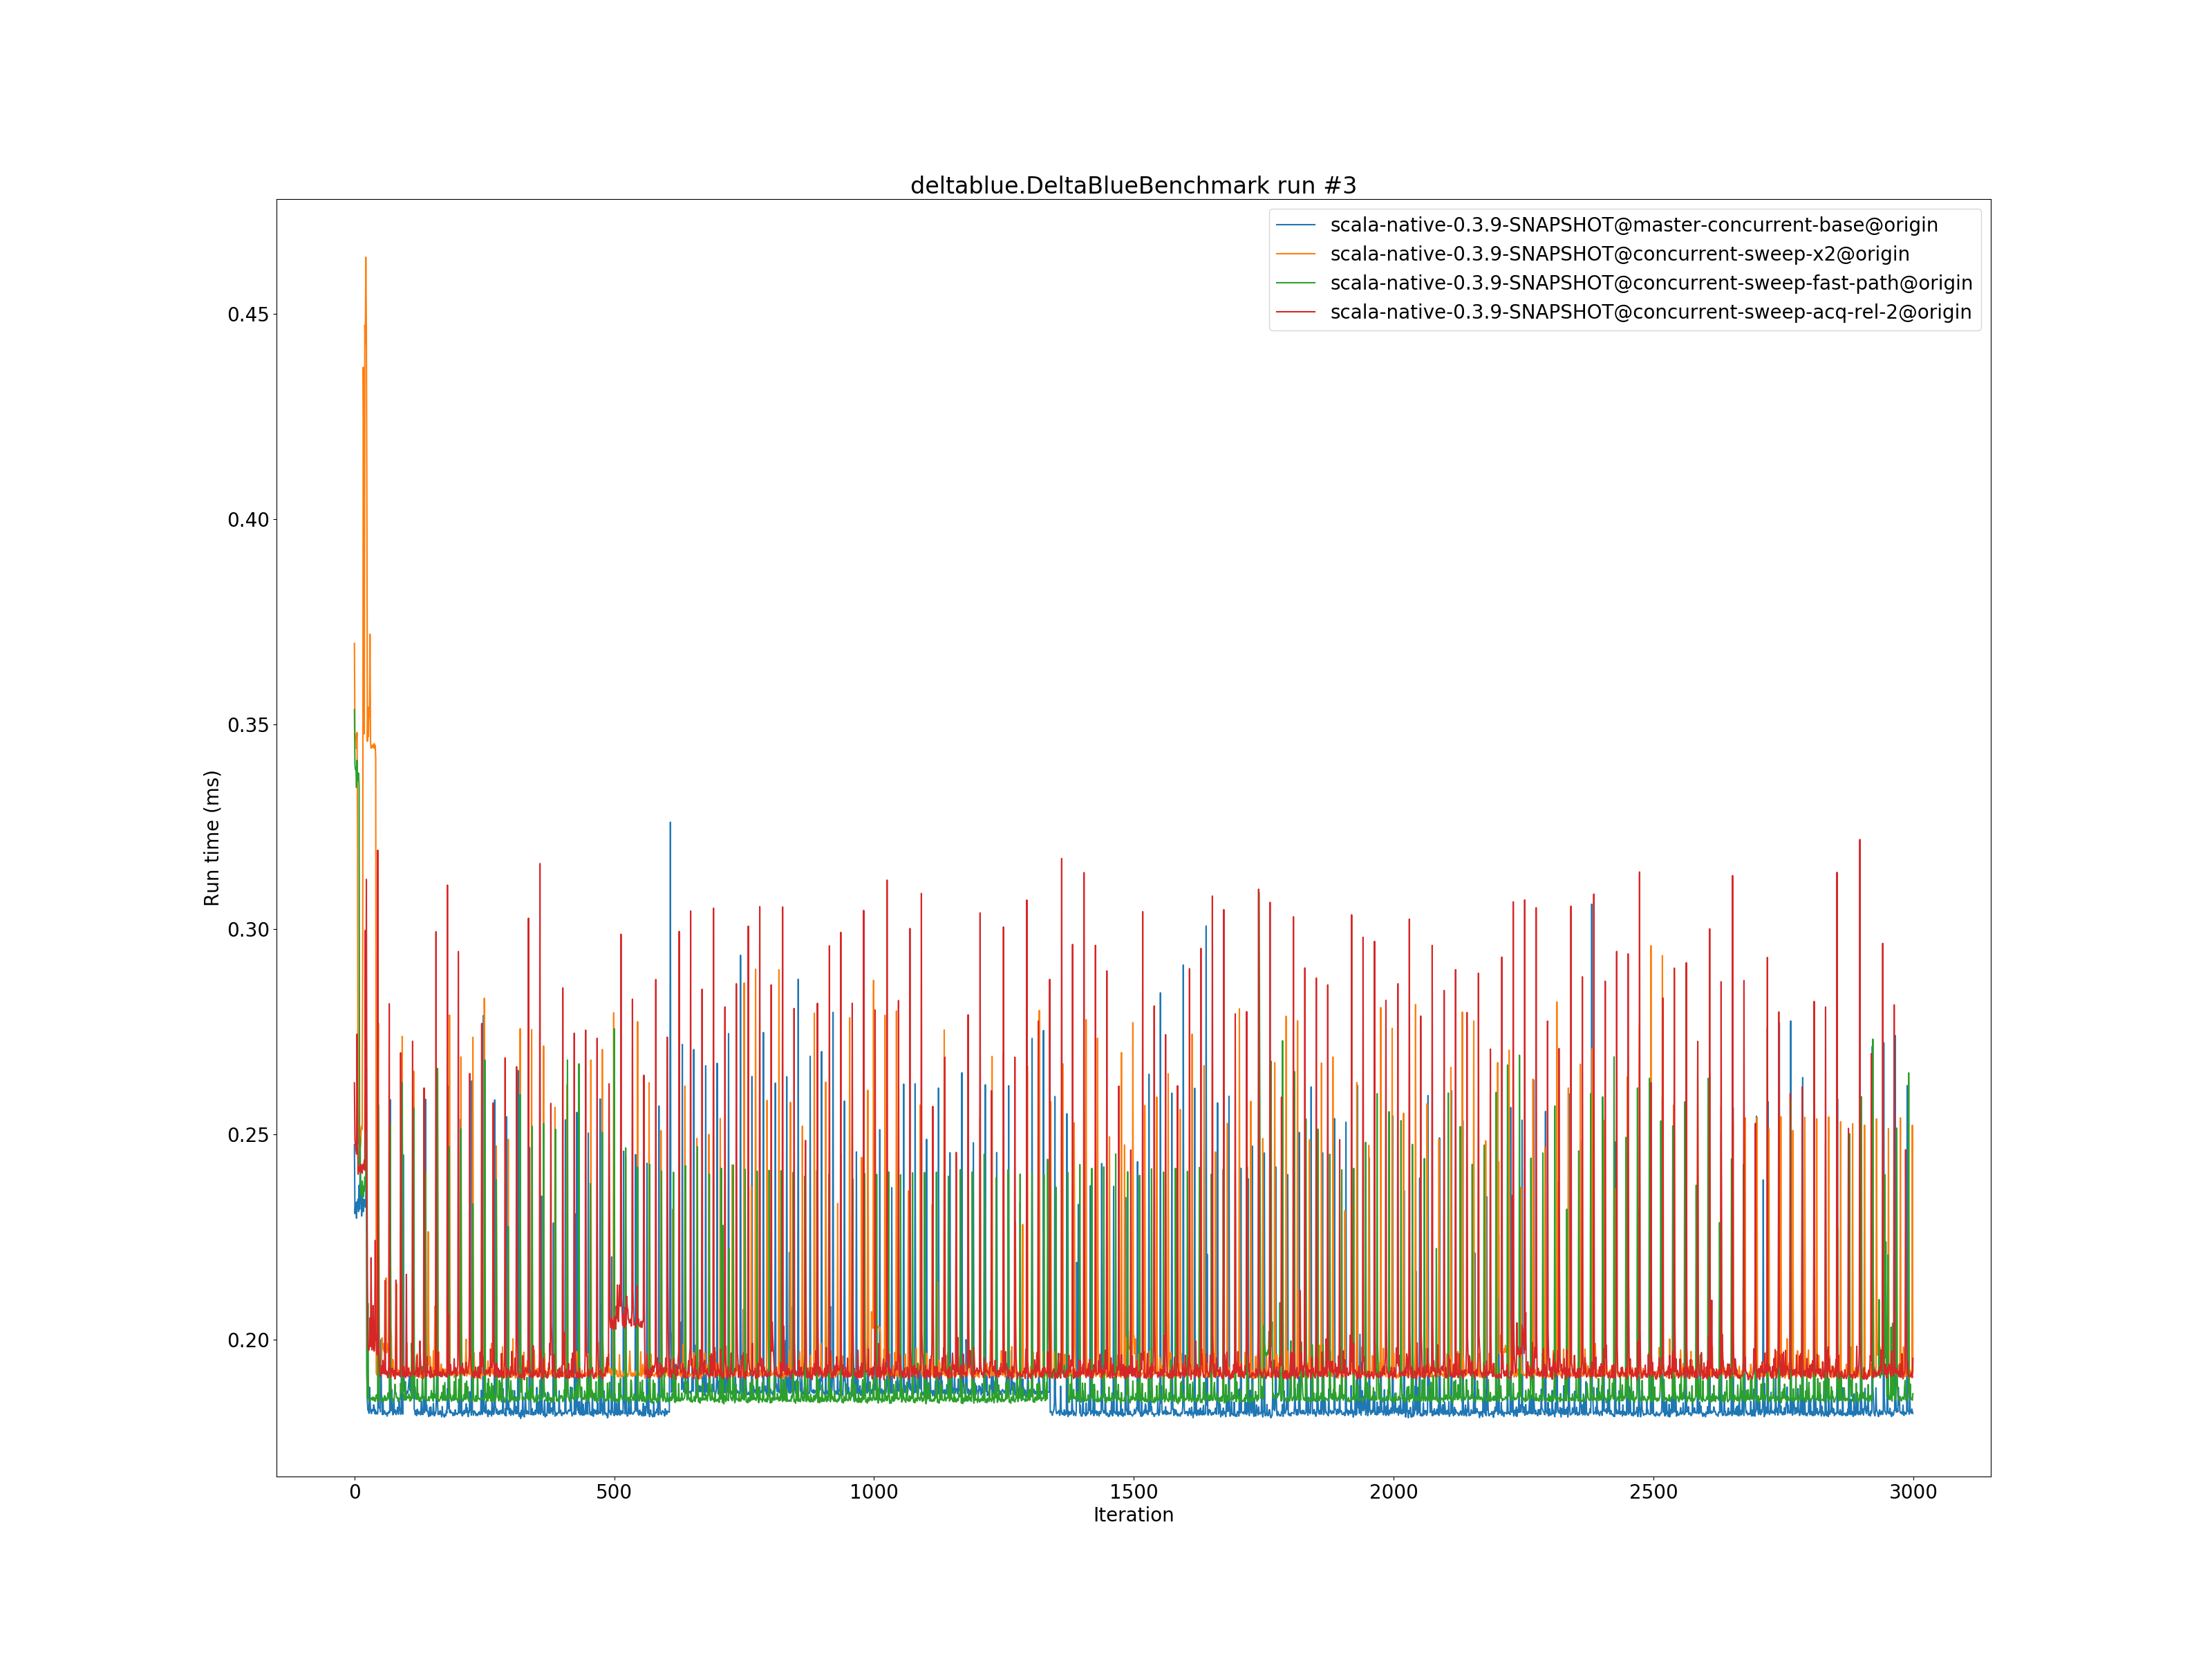 deltablue.DeltaBlueBenchmark run #3
scala-native-0.3.9-SNAPSHOT@master-concurrent-base@origin
scala-native-0.3.9-SNAPSHOT@concurrent-sweep-x2@origin
scala-native-0.3.9-SNAPSHOT@concurrent-sweep-fast-path@origin
scala-native-0.3.9-SNAPSHOT@concurrent-sweep-acq-rel-2@origin
0.45
0.40
0.35
0.30
0.25
0.20
Run time (ms)
0 500 1000 1500 2000 2500 3000
Iteration